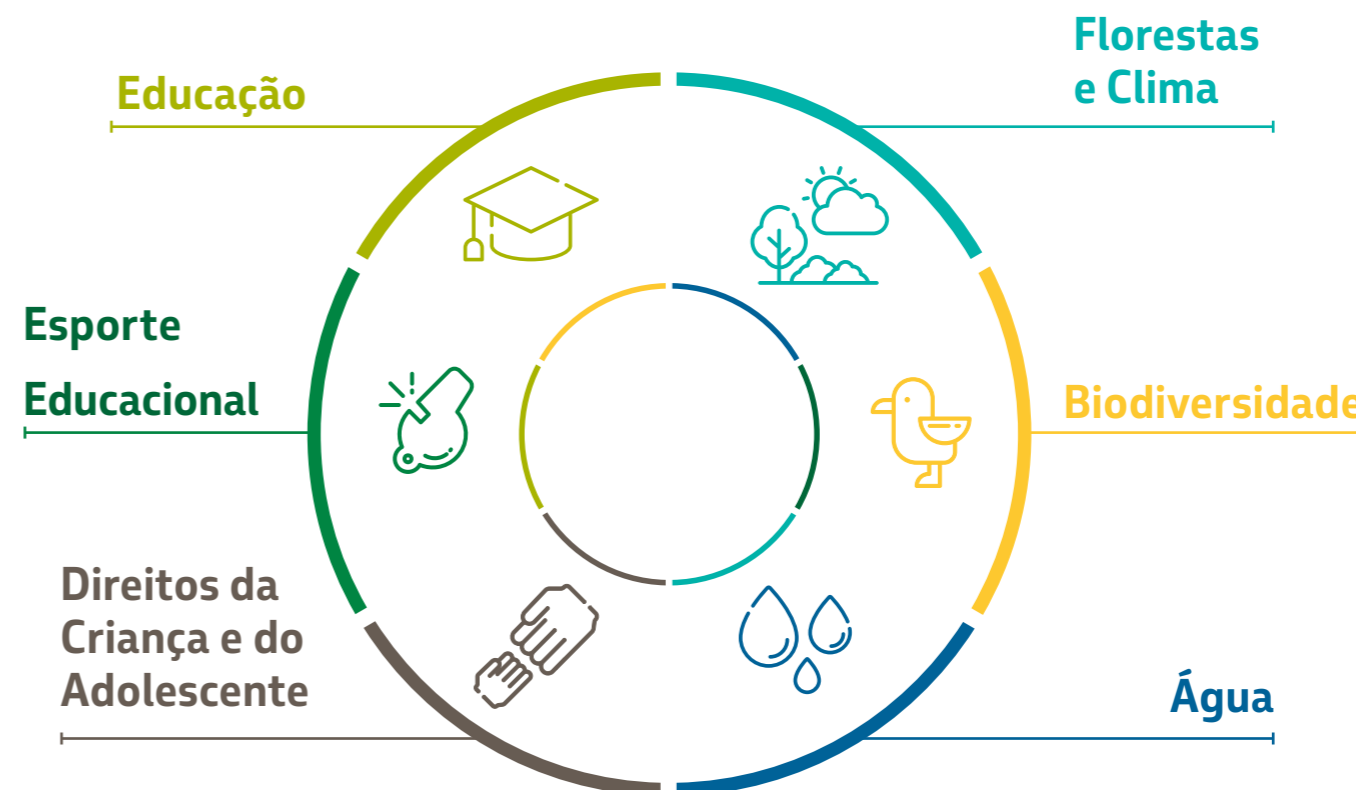 Educação
Florestas
e Clima
Esporte
Educacional
Biodiversidade
Direitos da
Criança e do
Adolescente
Água